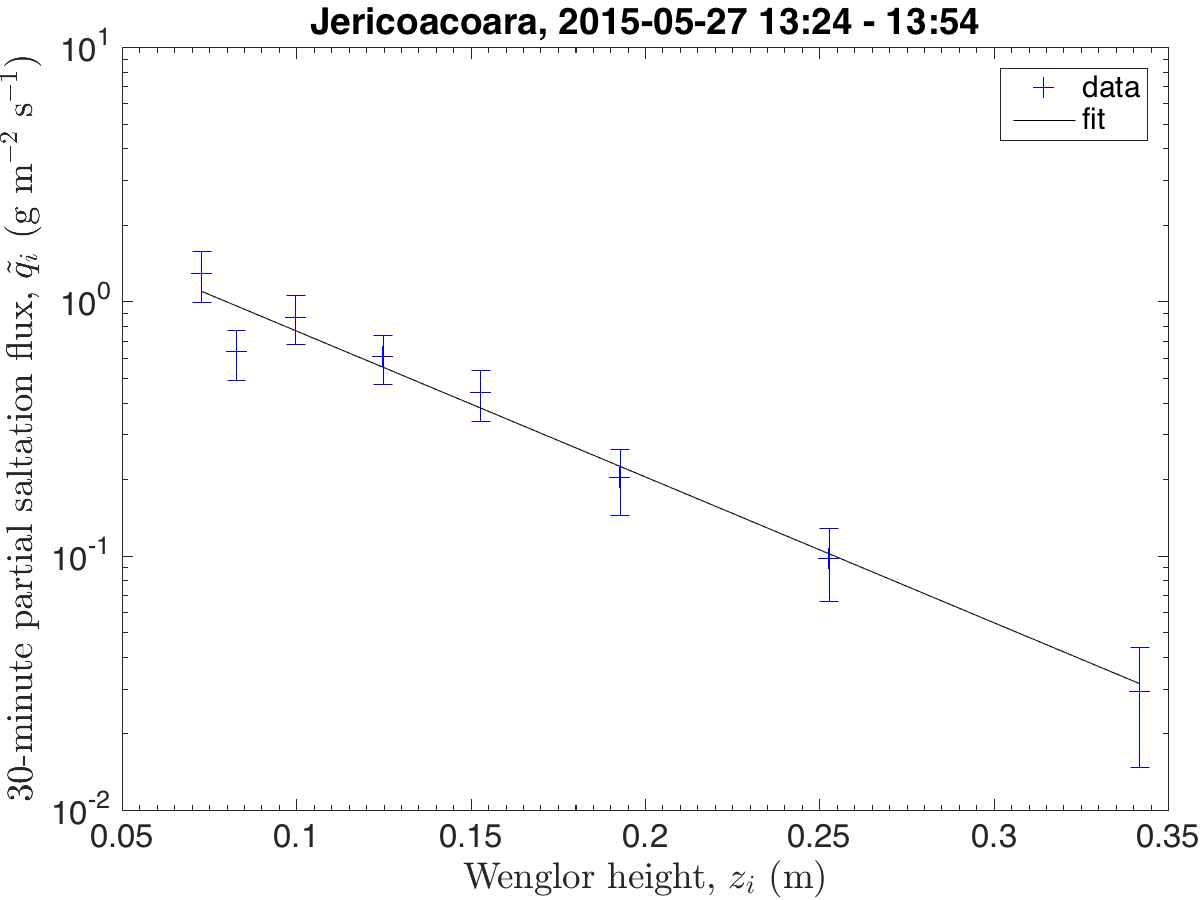 Jericoacoara, 2015-05-27 13:24 - 13:54
data
fit
10^1
10^0
10^-1
10^-2
30-minute partial saltation flux, q̃_i (g m^−2 s^−1)
0.05 0.1 0.15 0.2 0.25 0.3 0.35
Wenglor height, z_i (m)